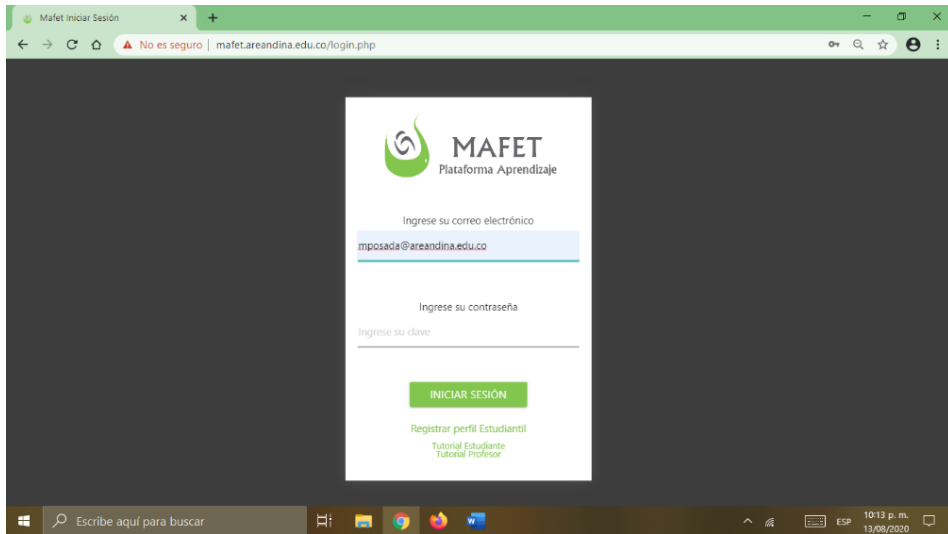 Mafet Iniciar Sesión
No es seguro | mafet.areandina.edu.co/login.php
MAFET
Plataforma Aprendizaje
Ingrese su correo electrónico
mposada@areandina.edu.co
Ingrese su contraseña
Ingrese su clave
INICIAR SESIÓN
Registrar perfil Estudiantil
Tutorial Estudiante
Tutorial Profesor
Escribe aquí para buscar
ESP
10:13 p. m.
13/08/2020